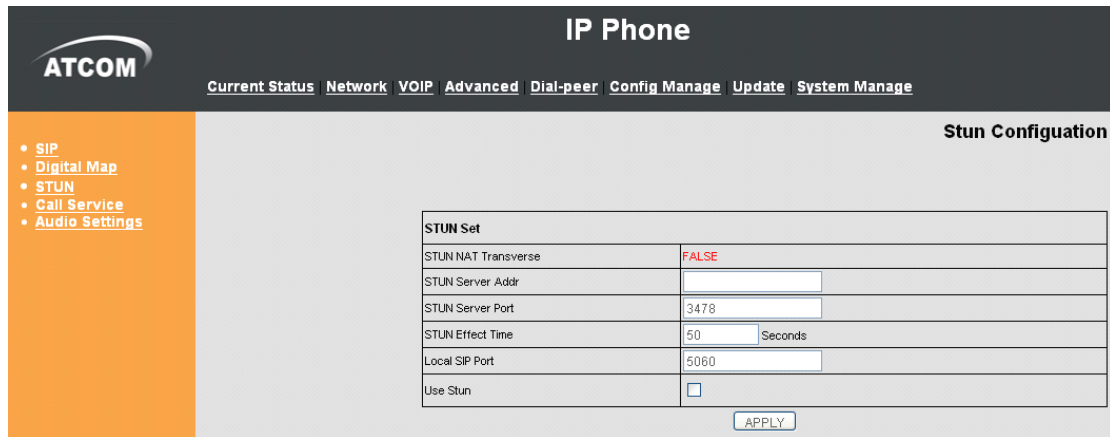 IP Phone
ATCOM
Current Status | Network | VOIP | Advanced | Dial-peer | Config Manage | Update | System Manage
Stun Configuation
• SIP
• Digital Map
• STUN
• Call Service
• Audio Settings
STUN Set
STUN NAT Transverse FALSE
STUN Server Addr
STUN Server Port 3478
STUN Effect Time 50 Seconds
Local SIP Port 5060
Use Stun
APPLY